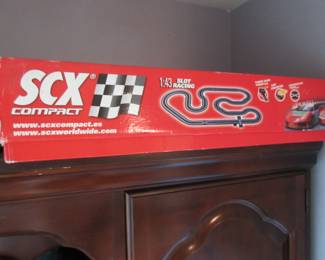 SCX®
COMPACT
www.scxcompact.es
www.scxworldwide.com
1:43 SLOT
RACING